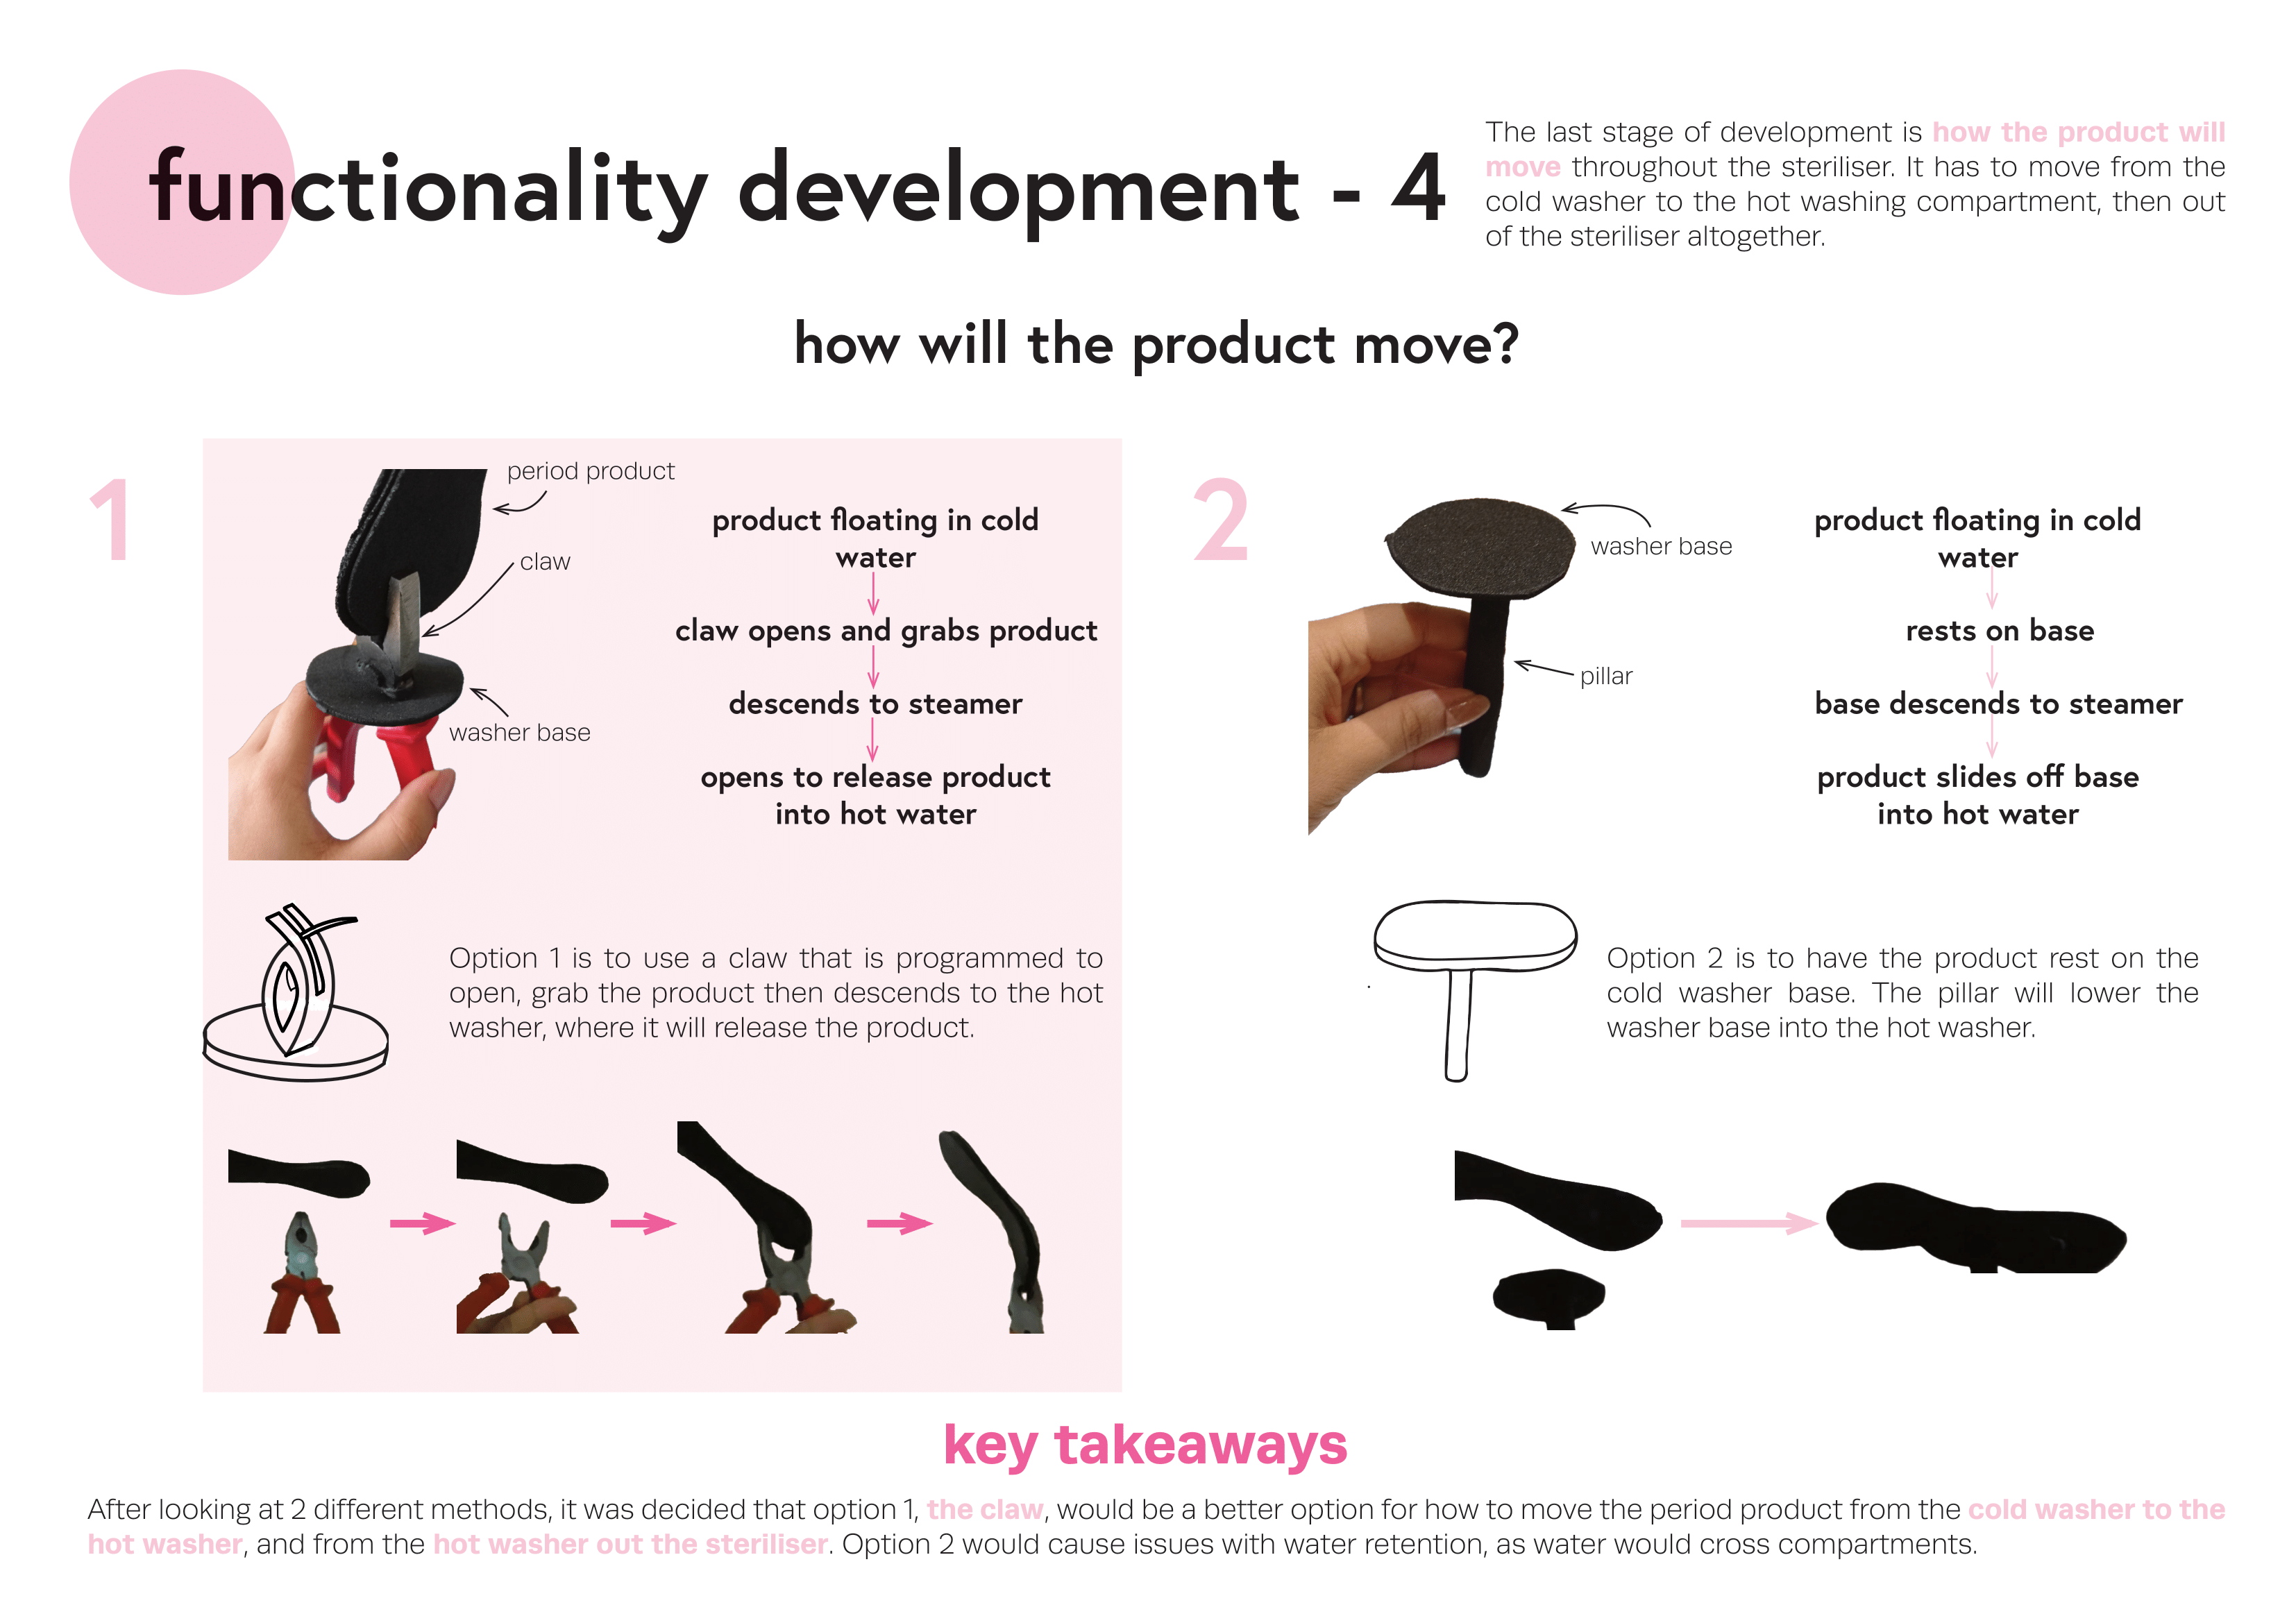 functionality development - 4
The last stage of development is how the product will
move throughout the steriliser. It has to move from the
cold washer to the hot washing compartment, then out
of the steriliser altogether.
how will the product move?
1
period product
claw
washer base
product floating in cold
water
claw opens and grabs product
descends to steamer
opens to release product
into hot water
Option 1 is to use a claw that is programmed to
open, grab the product then descends to the hot
washer, where it will release the product.
2
washer base
pillar
product floating in cold
water
rests on base
base descends to steamer
product slides off base
into hot water
Option 2 is to have the product rest on the
cold washer base. The pillar will lower the
washer base into the hot washer.
key takeaways
After looking at 2 different methods, it was decided that option 1, the claw, would be a better option for how to move the period product from the cold washer to the
hot washer, and from the hot washer out the steriliser. Option 2 would cause issues with water retention, as water would cross compartments.